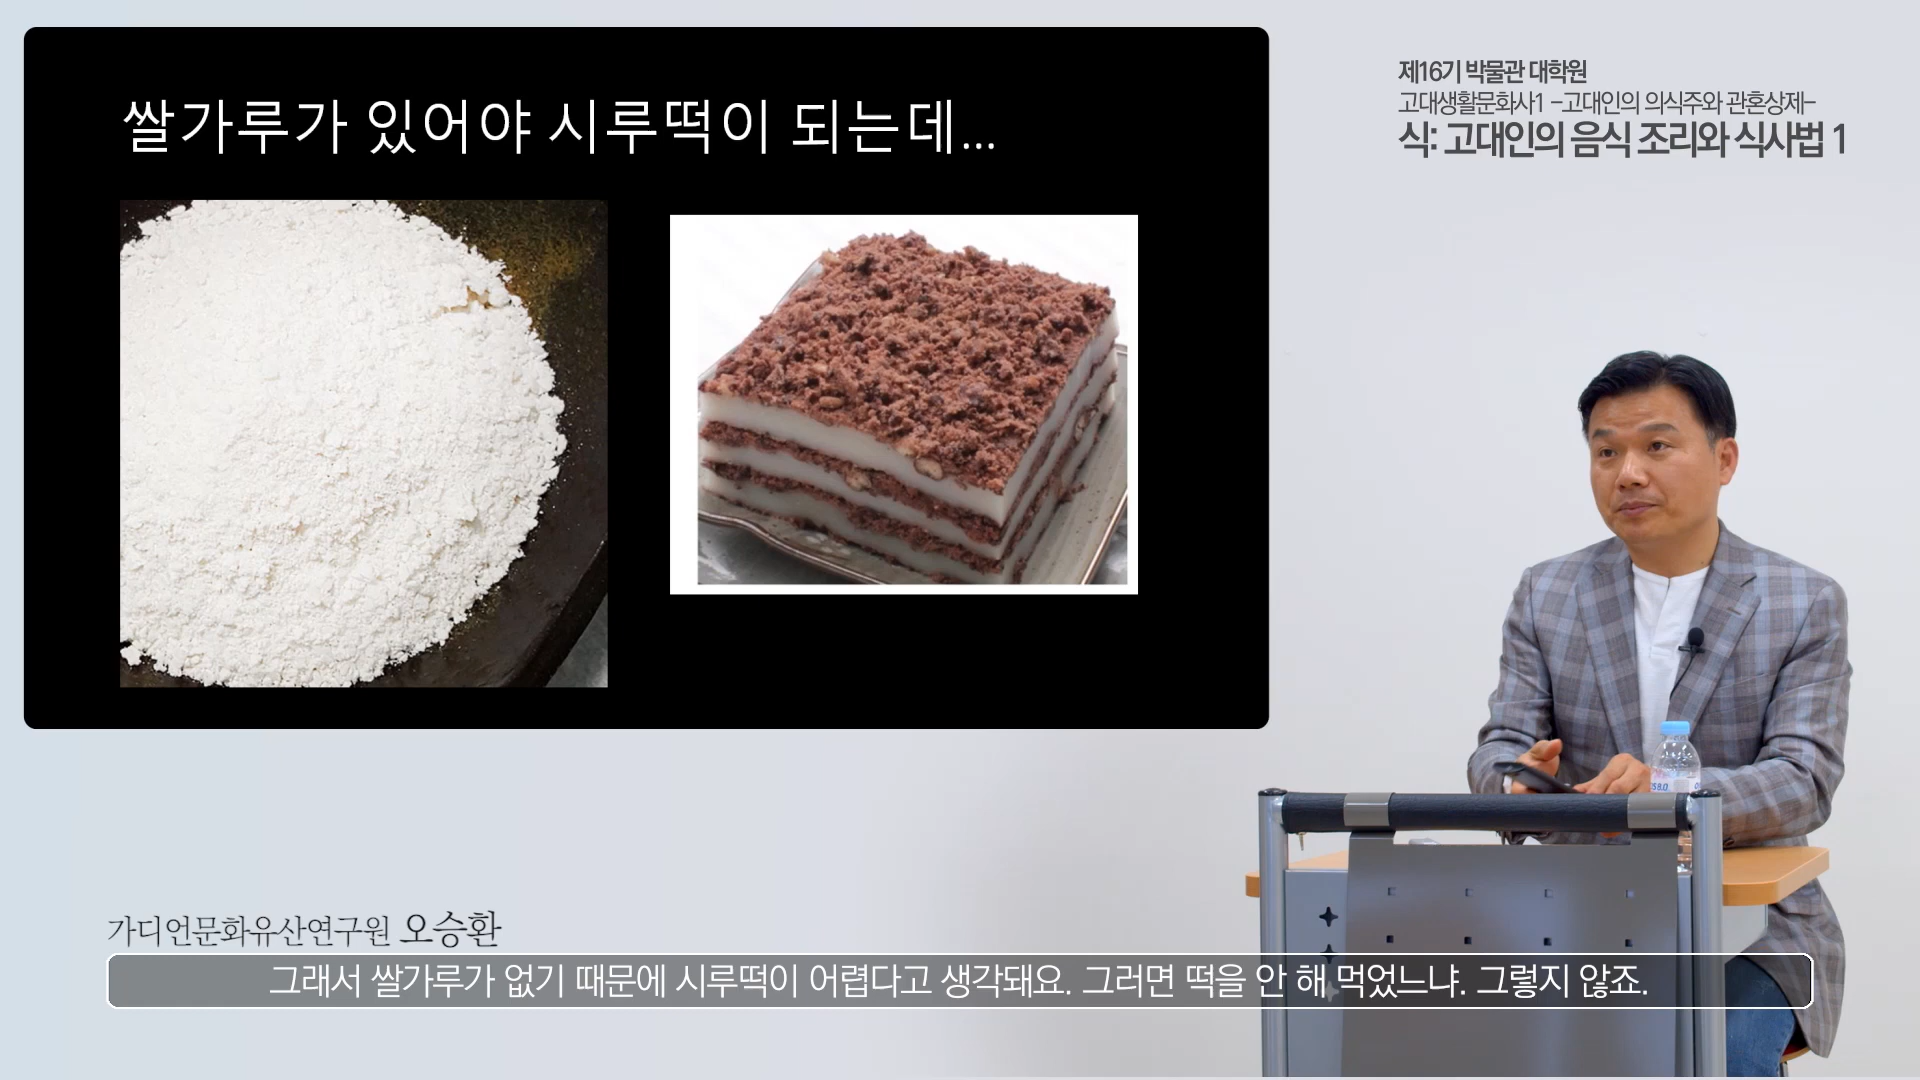 쌀가루가 있어야 시루떡이 되는데...
제16기 박물관 대학원
고대생활문화사1 -고대인의 의식주와 관혼상제-
식: 고대인의 음식 조리와 식사법 1
58.0
가디언문화유산연구원 오승환
그래서 쌀가루가 없기 때문에 시루떡이 어렵다고 생각돼요. 그러면 떡을 안 해 먹었느냐. 그렇지 않죠.